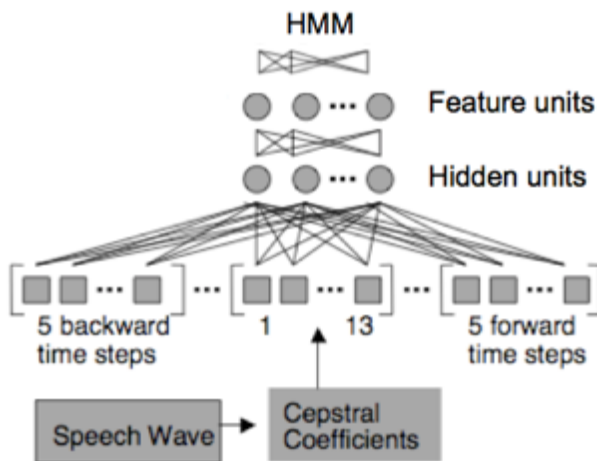 HMM
Feature units
Hidden units
5 backward
time steps
1 13
5 forward
time steps
Speech Wave
Cepstral
Coefficients